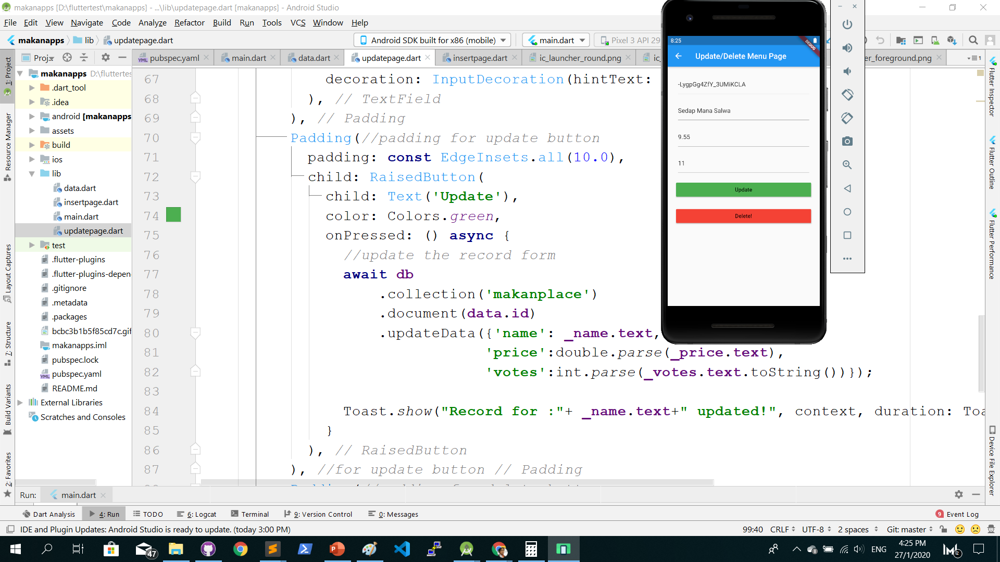 makanapps [D:\fluttertest\makanapps] - ...\lib\updatepage.dart [makanapps] - Android Studio
File Edit View Navigate Code Analyze Refactor Build Run Tools VCS Window Help
makanapps lib updatepage.dart
Android SDK built for x86 (mobile)
main.dart
Pixel 3 API 29
Proj..
pubspec.yaml
main.dart
data.dart
updatepage.dart
insertpage.dart
ic_launcher_round.png
ic_
er_foreground.png
1
1: Project
Resource Manager
Layout Captures
7: Structure
Build Variants
2: Favorites
makanapps D:\fluttertes
.dart_tool
.idea
android [makanapps
assets
build
ios
lib
data.dart
insertpage.dart
main.dart
updatepage.dart
test
.flutter-plugins
.flutter-plugins-depen
.gitignore
.metadata
.packages
bcbc3b1b5f85cd7c.gif
makanapps.iml
pubspec.lock
pubspec.yaml
README.md
External Libraries
Scratches and Consoles
67 decoration: InputDecoration(hintText:
68 ), // TextField
69 ), // Padding
70 Padding(//padding for update button
71 padding: const EdgeInsets.all(10.0),
72 child: RaisedButton(
73 child: Text('Update'),
74 color: Colors.green,
75 onPressed: () async {
76 //update the record form
77 await db
78 .collection('makanplace')
79 .document(data.id)
80 .updateData({'name': _name.text,
81 'price':double.parse(_price.text),
82 'votes':int.parse(_votes.text.toString())});
83
84 Toast.show("Record for :"+ _name.text+" updated!", context, duration: Toa
85 }
86 ), // RaisedButton
87 ), //for update button // Padding
8:25
DEBUG
Update/Delete Menu Page
-LygpGg4ZfY_3UMiKCLA
Sedap Mana Salwa
9.55
11
Update
Delete!
Flutter Inspector
Flutter Outline
Flutter Performance
Device File Explorer
Run: main.dart
Dart Analysis 4: Run TODO 6: Logcat Terminal 9: Version Control 0: Messages 9 Event Log
IDE and Plugin Updates: Android Studio is ready to update. (today 3:00 PM)
99:40 CRLF UTF-8 2 spaces Git: master
47
ENG
4:25 PM
27/1/2020
2